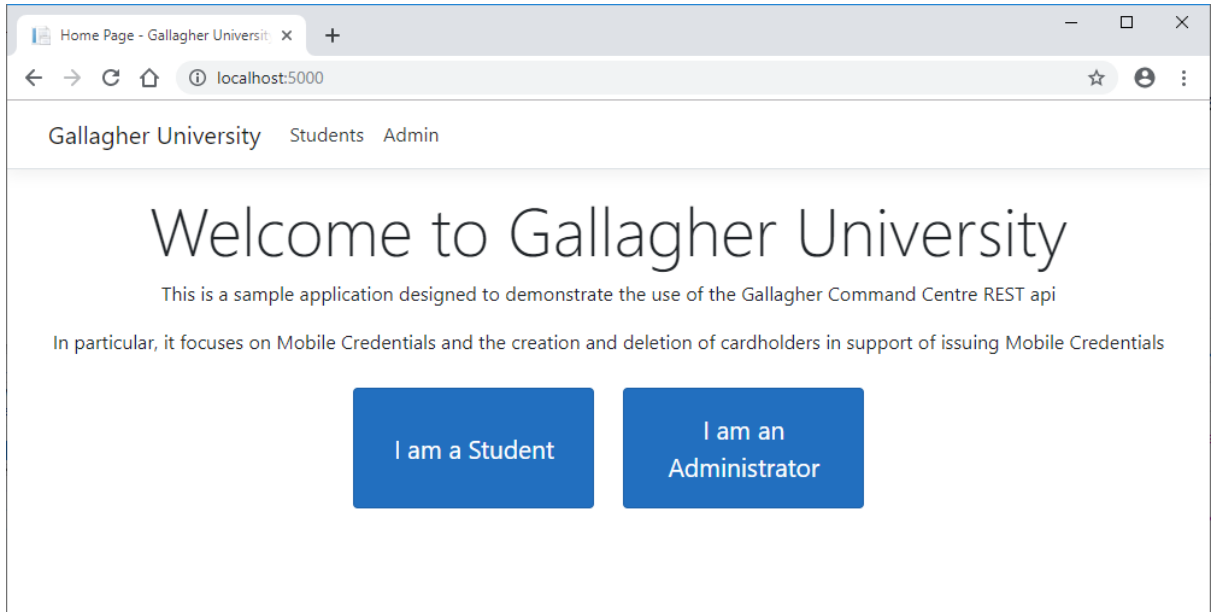 Home Page - Gallagher Universit
localhost:5000
Gallagher University Students Admin
Welcome to Gallagher University
This is a sample application designed to demonstrate the use of the Gallagher Command Centre REST api
In particular, it focuses on Mobile Credentials and the creation and deletion of cardholders in support of issuing Mobile Credentials
I am a Student
I am an
Administrator